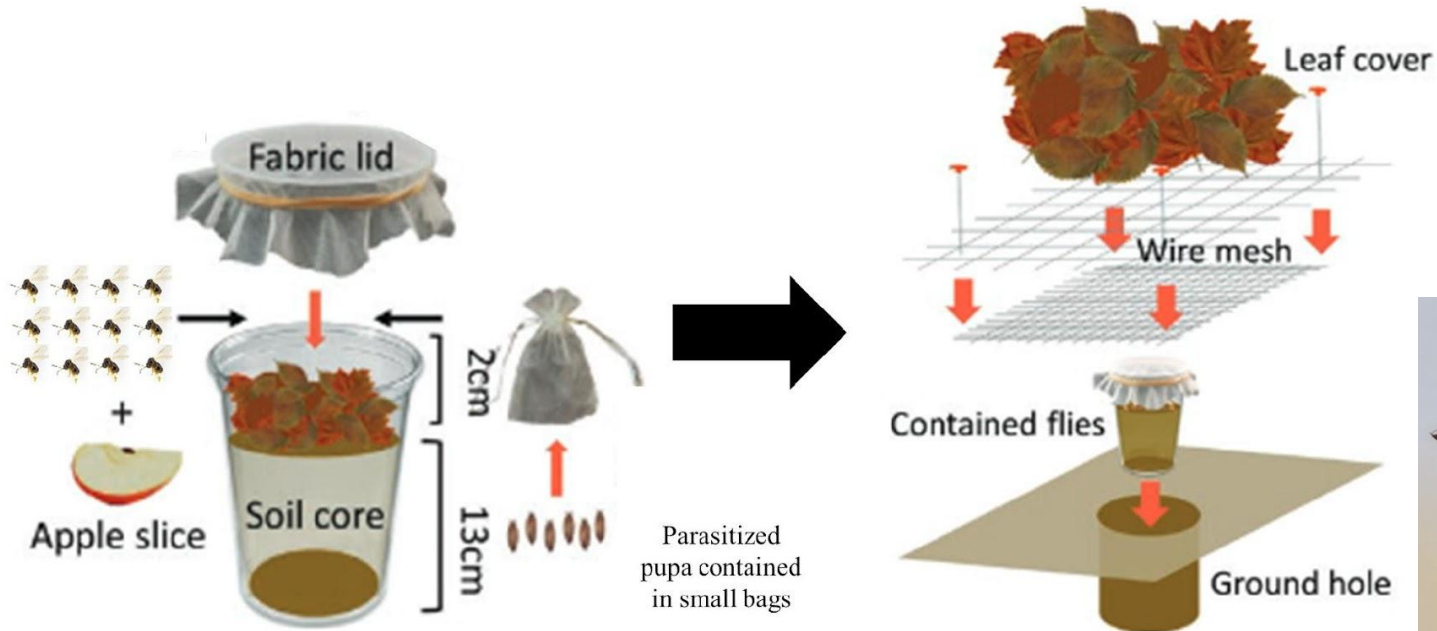 Fabric lid
+
Apple slice
Soil core
2cm
13cm
Parasitized
pupa contained
in small bags
Leaf cover
Wire mesh
Contained flies
Ground hole